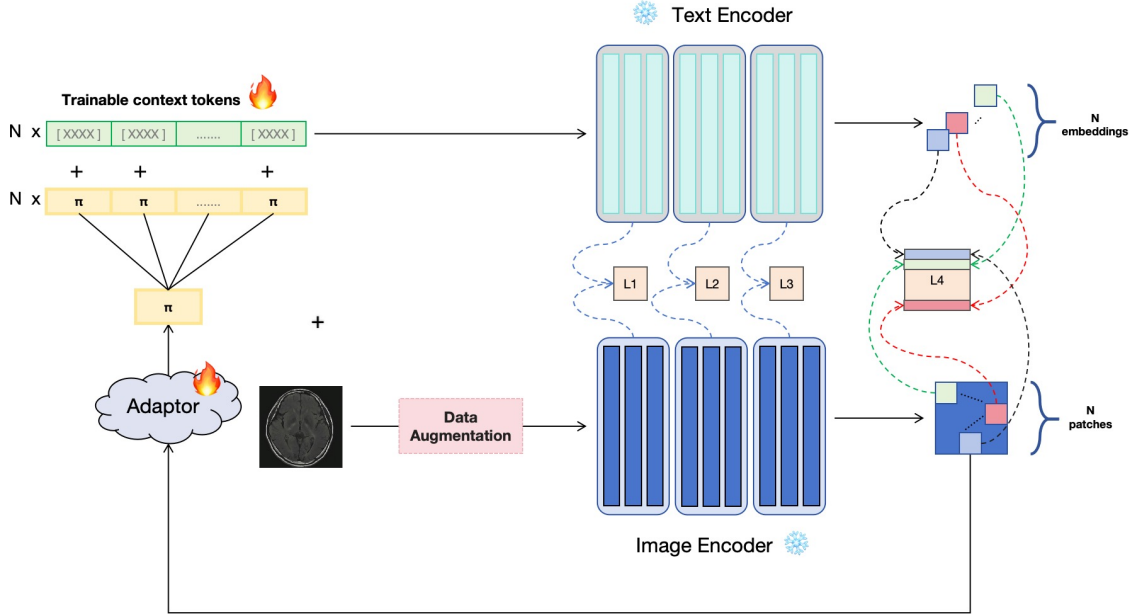 Text Encoder
Trainable context tokens
N x [XXXX] [XXXX] ....... [XXXX]
+ + +
N x π π ....... π
π
+
Adaptor
Data
Augmentation
L1
L2
L3
L4
N
embeddings
N
patches
Image Encoder